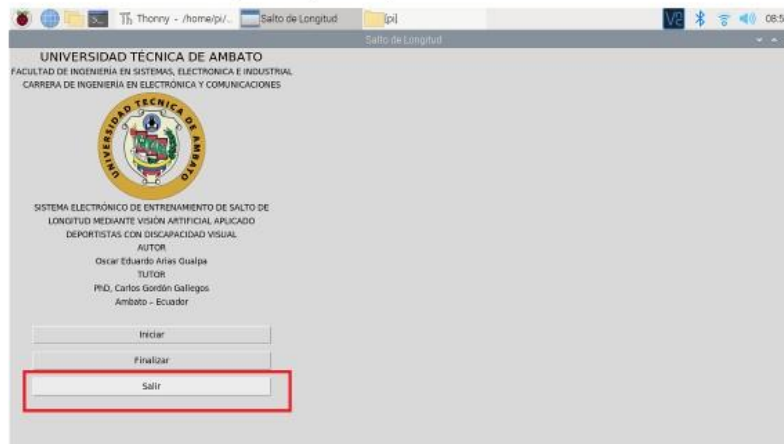 Thonny - /home/pi/..
Salto de Longitud
[pi]
V2
08:5
Salto de Longitud
UNIVERSIDAD TÉCNICA DE AMBATO
FACULTAD DE INGENIERÍA EN SISTEMAS, ELECTRONICA E INDUSTRIAL
CARRERA DE INGENIERÍA EN ELECTRÓNICA Y COMUNICACIONES
UNIVERSIDAD TECNICA DE AMBATO
SISTEMA ELECTRÓNICO DE ENTRENAMIENTO DE SALTO DE
LONGITUD MEDIANTE VISIÓN ARTIFICIAL APLICADO
DEPORTISTAS CON DISCAPACIDAD VISUAL
AUTOR
Oscar Eduardo Arias Gualpa
TUTOR
PhD, Carlos Gordón Gallegos
Ambato – Ecuador
Iniciar
Finalizar
Salir